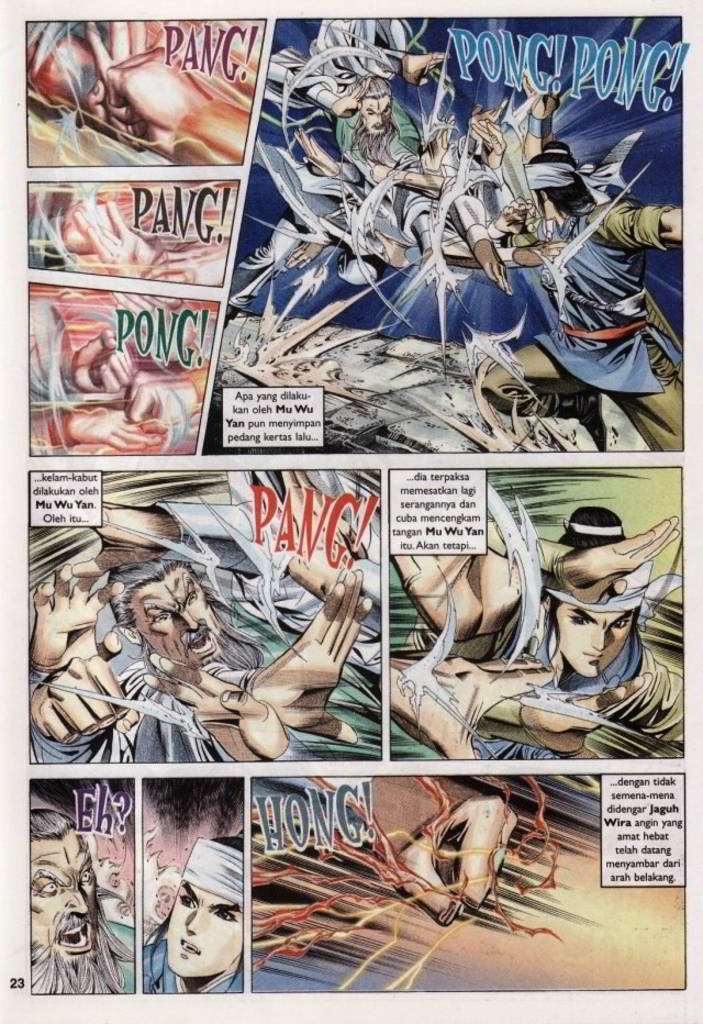 PANG!
PONG! PONG!
PANG!
PONG!
Apa yang dilaku-
kan oleh Mu Wu
Yan pun menyimpan
pedang kertas lalu...
...kelam-kabut
dilakukan oleh
Mu Wu Yan.
Oleh itu...
PANG!
...dia terpaksa
memesatkan lagi
serangannya dan
cuba mencengkam
tangan Mu Wu Yan
itu. Akan tetapi...
Eh?
HONG!
...dengan tidak
semena-mena
didengar Jaguh
Wira angin yang
amat hebat
telah datang
menyambar dari
arah belakang.
23